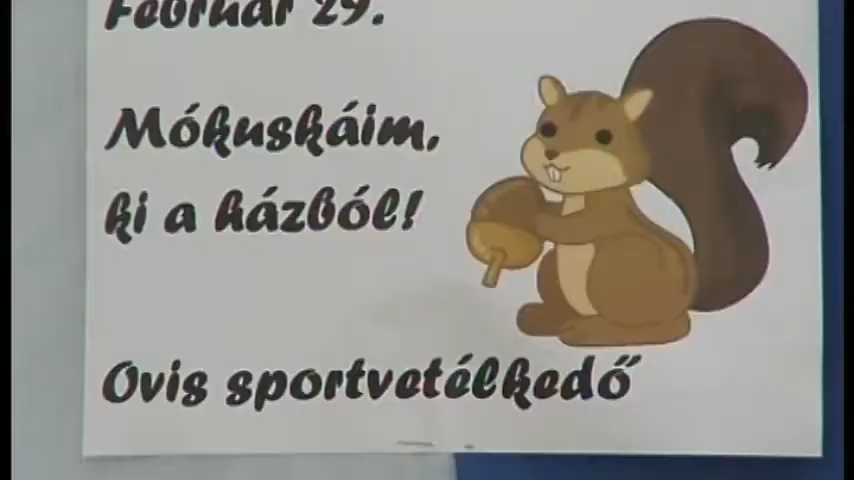 Február 29.
Mókuskáim,
ki a házból!
Ovis sportvetélkedő